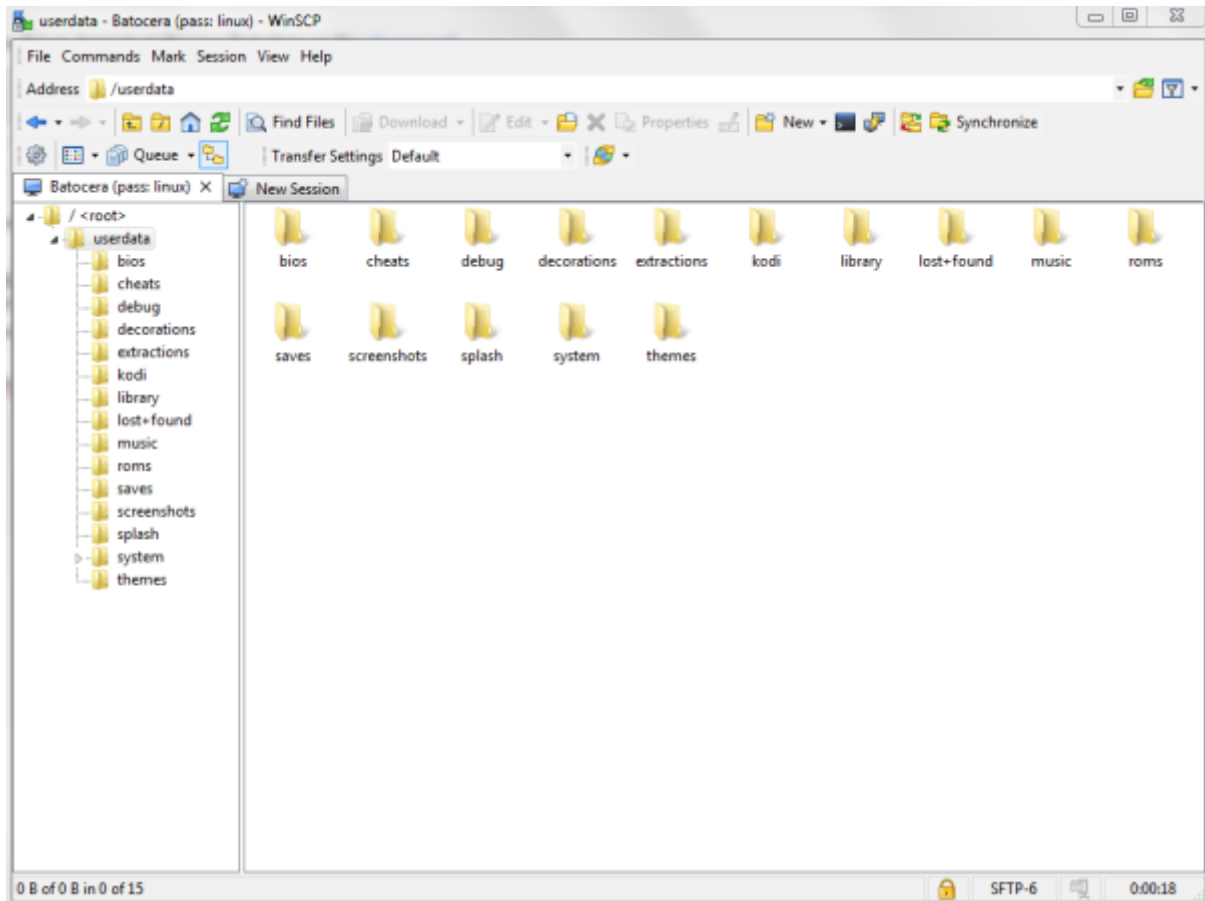 userdata - Batocera (pass: linux) - WinSCP
File Commands Mark Session View Help
Address /userdata
Find Files Download Edit Properties New Synchronize
Queue Transfer Settings Default
Batocera (pass: linux) X New Session
/ <root>
userdata
bios
cheats
debug
decorations
extractions
kodi
library
lost+found
music
roms
saves
screenshots
splash
system
themes
bios cheats debug decorations extractions kodi library lost+found music roms
saves screenshots splash system themes
0 B of 0 B in 0 of 15 SFTP-6 0:00:18